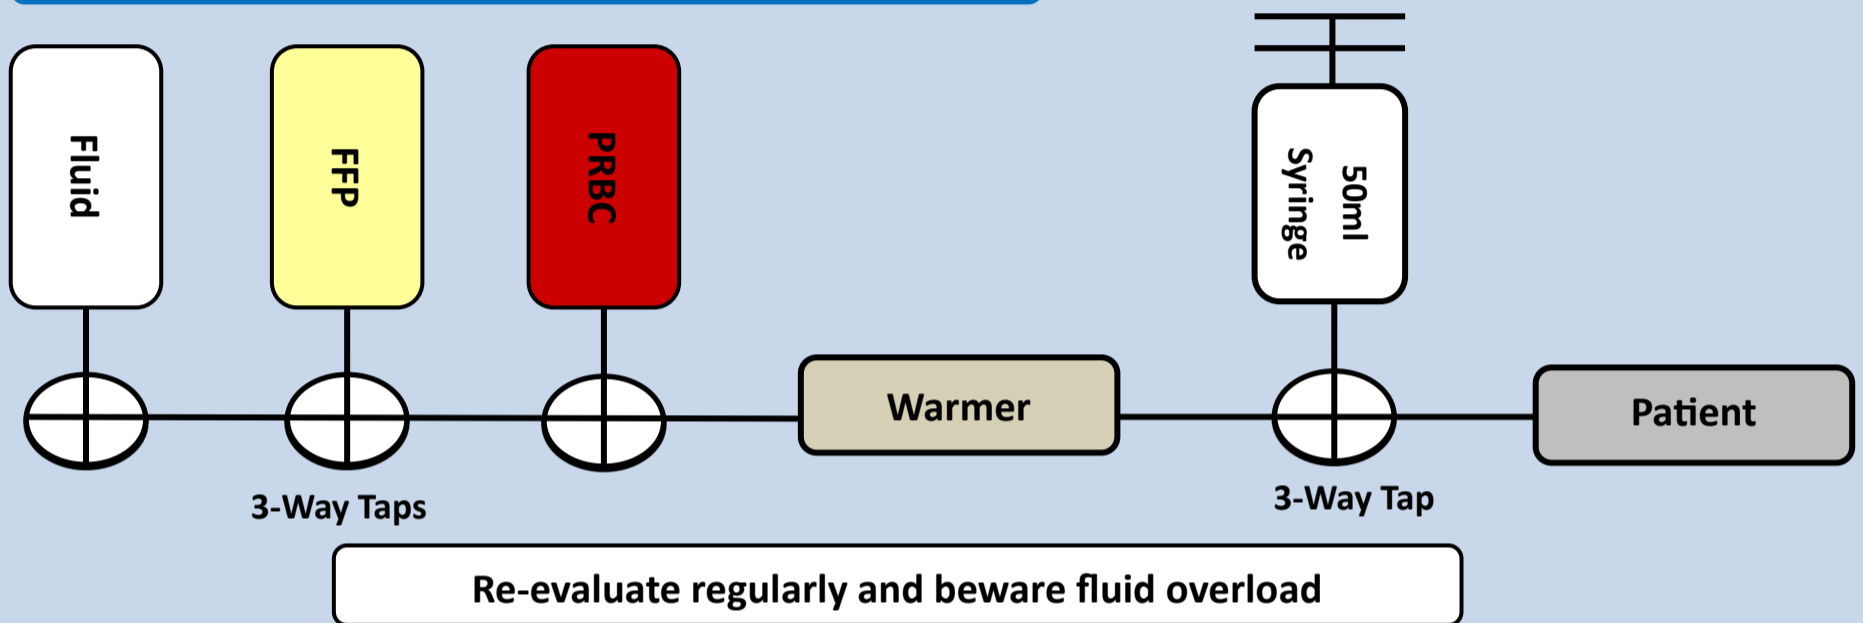 Fluid
FFP
PRBC
50ml
Syringe
Warmer
Patient
3-Way Taps
3-Way Tap
Re-evaluate regularly and beware fluid overload